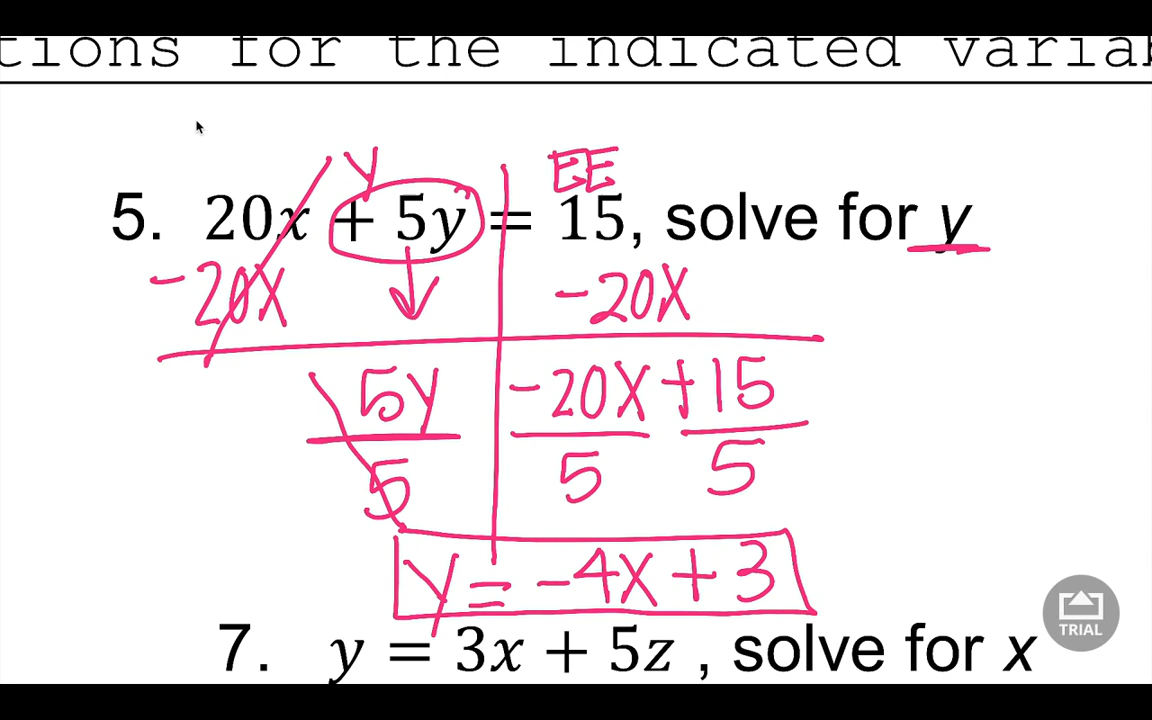 tions for the indicated variab
y EE
5. 20x + 5y = 15, solve for y
-20x -20x
5y -20x + 15
5 5 5
y = -4x + 3
TRIAL
7. y = 3x + 5z , solve for x